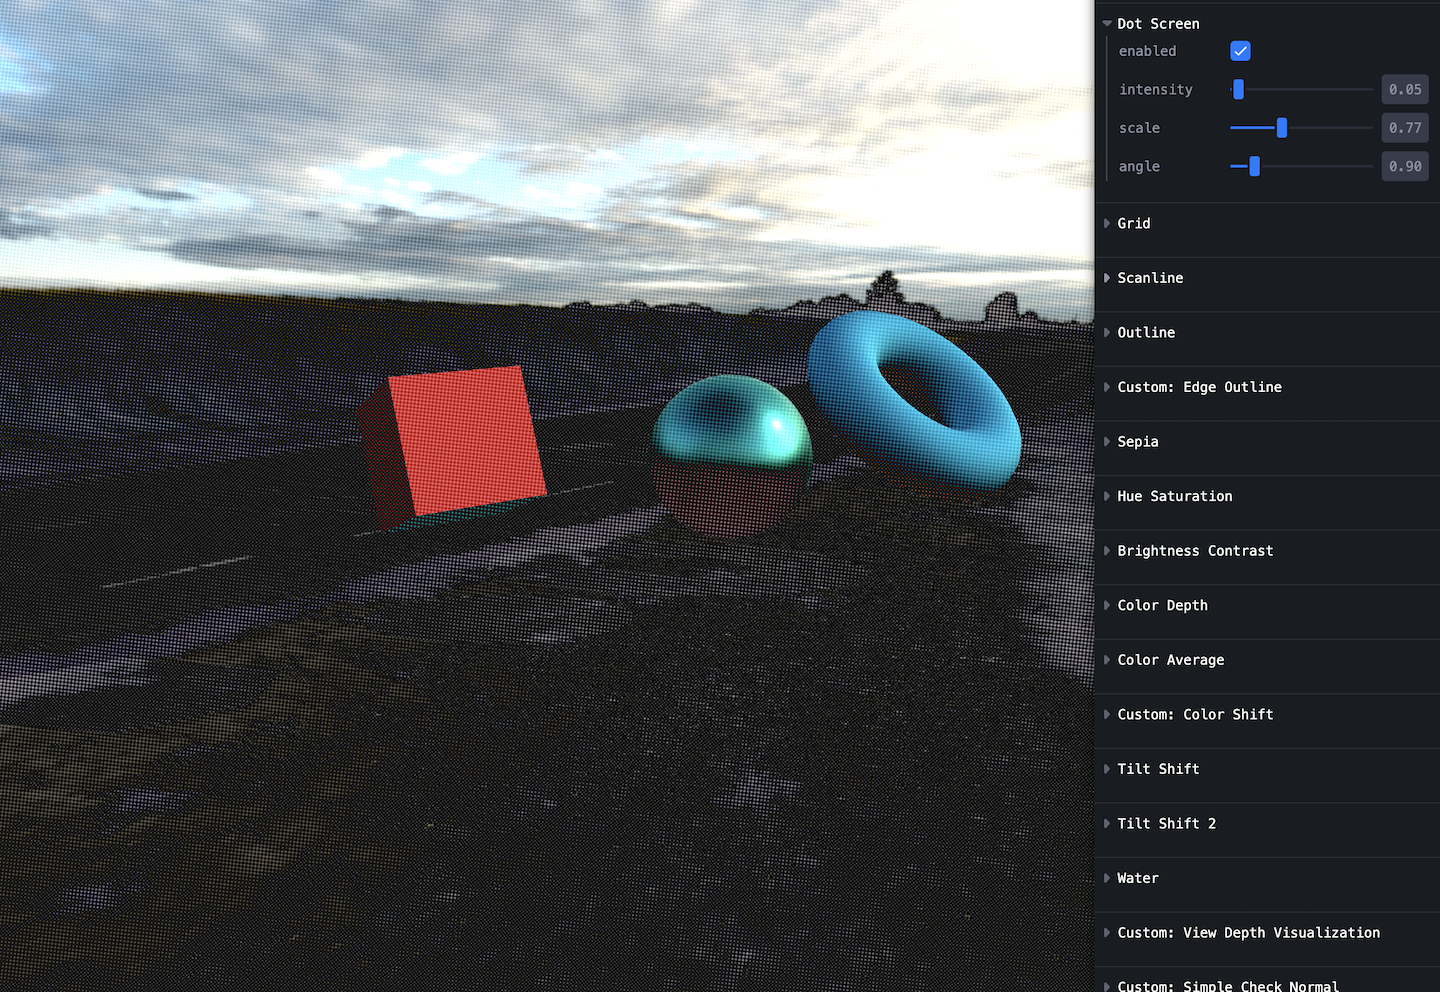 Dot Screen
enabled
intensity 0.05
scale 0.77
angle 0.90
Grid
Scanline
Outline
Custom: Edge Outline
Sepia
Hue Saturation
Brightness Contrast
Color Depth
Color Average
Custom: Color Shift
Tilt Shift
Tilt Shift 2
Water
Custom: View Depth Visualization
Custom: Simple Check Normal